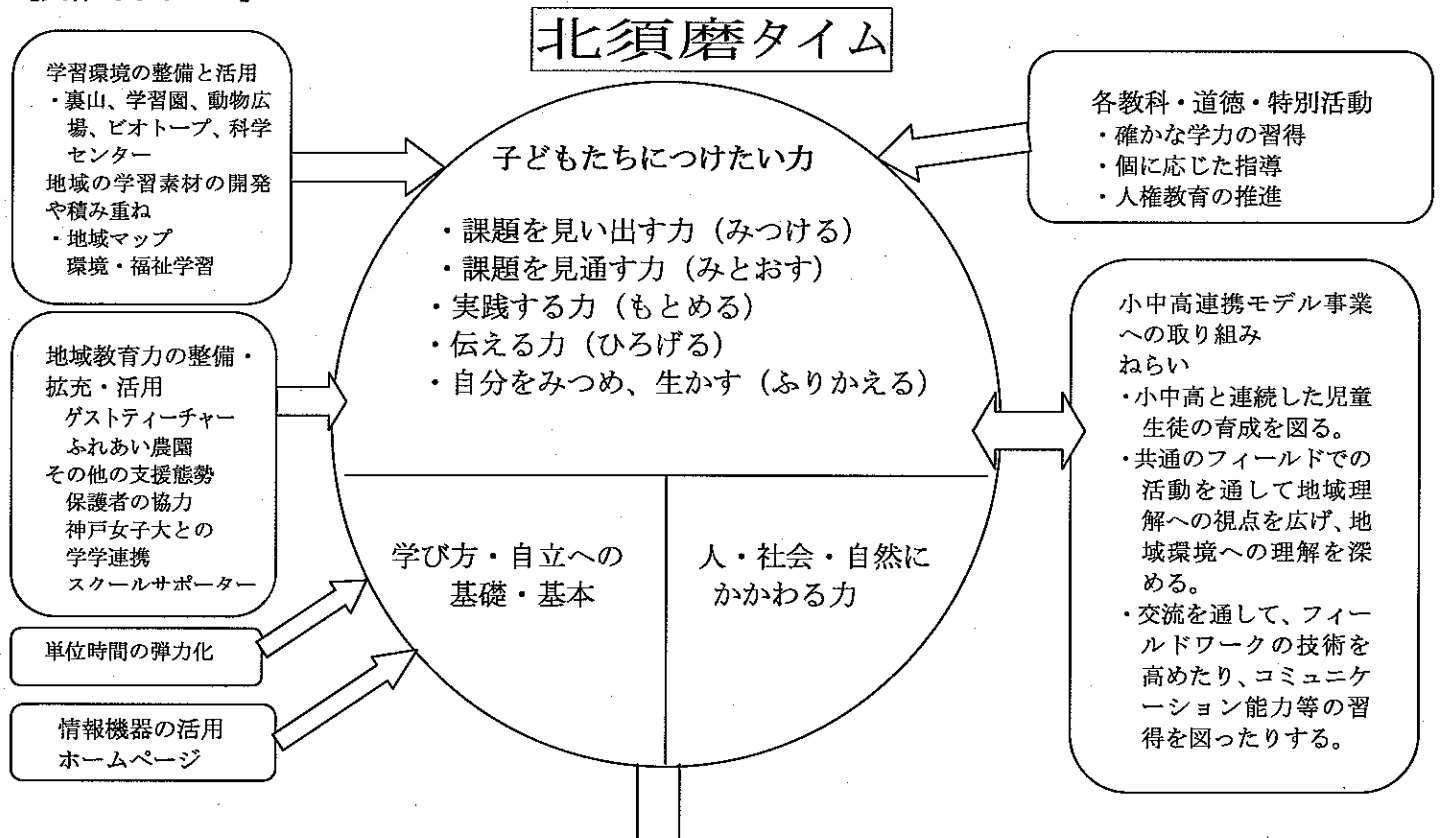 北須磨タイム
学習環境の整備と活用
・裏山、学習園、動物広
場、ビオトープ、科学
センター
地域の学習素材の開発
や積み重ね
・地域マップ
環境・福祉学習
地域教育力の整備・
拡充・活用
ゲストティーチャー
ふれあい農園
その他の支援態勢
保護者の協力
神戸女子大との
学学連携
スクールサポーター
単位時間の弾力化
情報機器の活用
ホームページ
子どもたちにつけたい力
・課題を見い出す力（みつける）
・課題を見通す力（みとおす）
・実践する力（もとめる）
・伝える力（ひろげる）
・自分をみつめ、生かす（ふりかえる）
学び方・自立への
基礎・基本
人・社会・自然に
かかわる力
各教科・道徳・特別活動
・確かな学力の習得
・個に応じた指導
・人権教育の推進
小中高連携モデル事業
への取り組み
ねらい
・小中高と連続した児童
生徒の育成を図る。
・共通のフィールドでの
活動を通して地域理
解への視点を広げ、地
域環境への理解を深
める。
・交流を通して、フィー
ルドワークの技術を
高めたり、コミュニケ
ーション能力等の習
得を図ったりする。